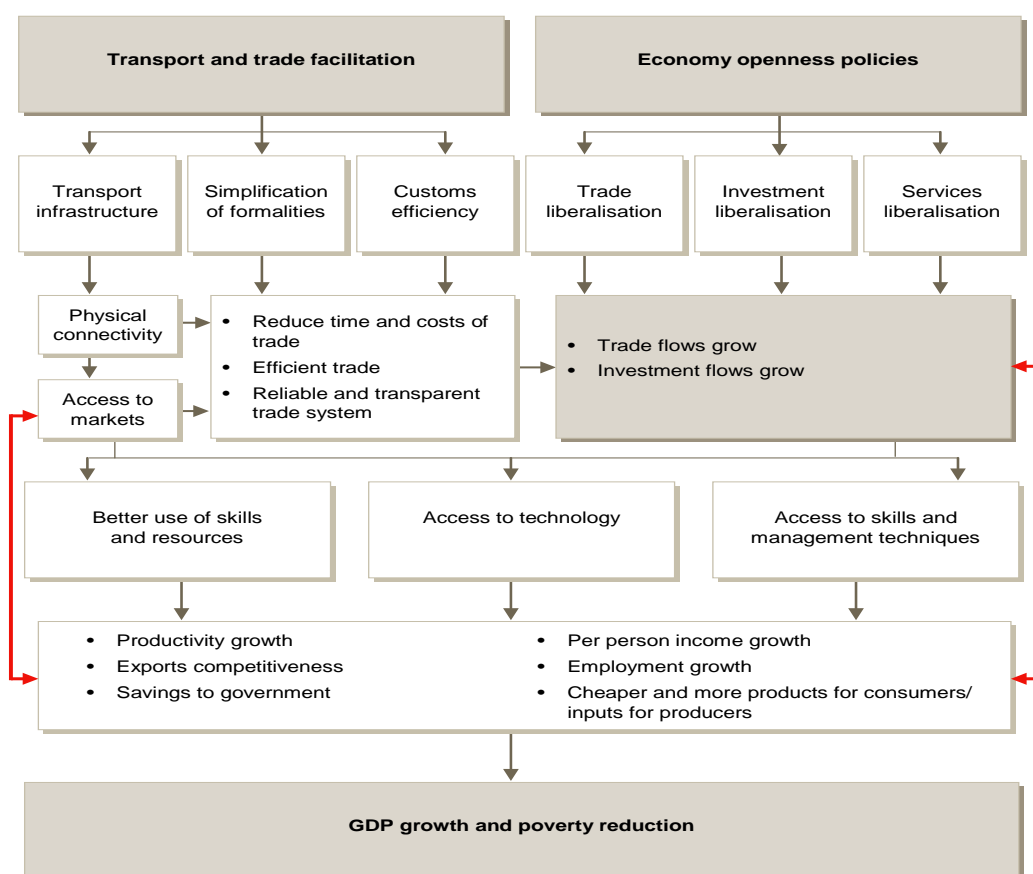 Transport and trade facilitation
Economy openness policies
Transport
infrastructure
Simplification
of formalities
Customs
efficiency
Trade
liberalisation
Investment
liberalisation
Services
liberalisation
Physical
connectivity
Access to
markets
• Reduce time and costs of
trade
• Efficient trade
• Reliable and transparent
trade system
• Trade flows grow
• Investment flows grow
Better use of skills
and resources
Access to technology
Access to skills and
management techniques
• Productivity growth
• Exports competitiveness
• Savings to government
• Per person income growth
• Employment growth
• Cheaper and more products for consumers/
inputs for producers
GDP growth and poverty reduction